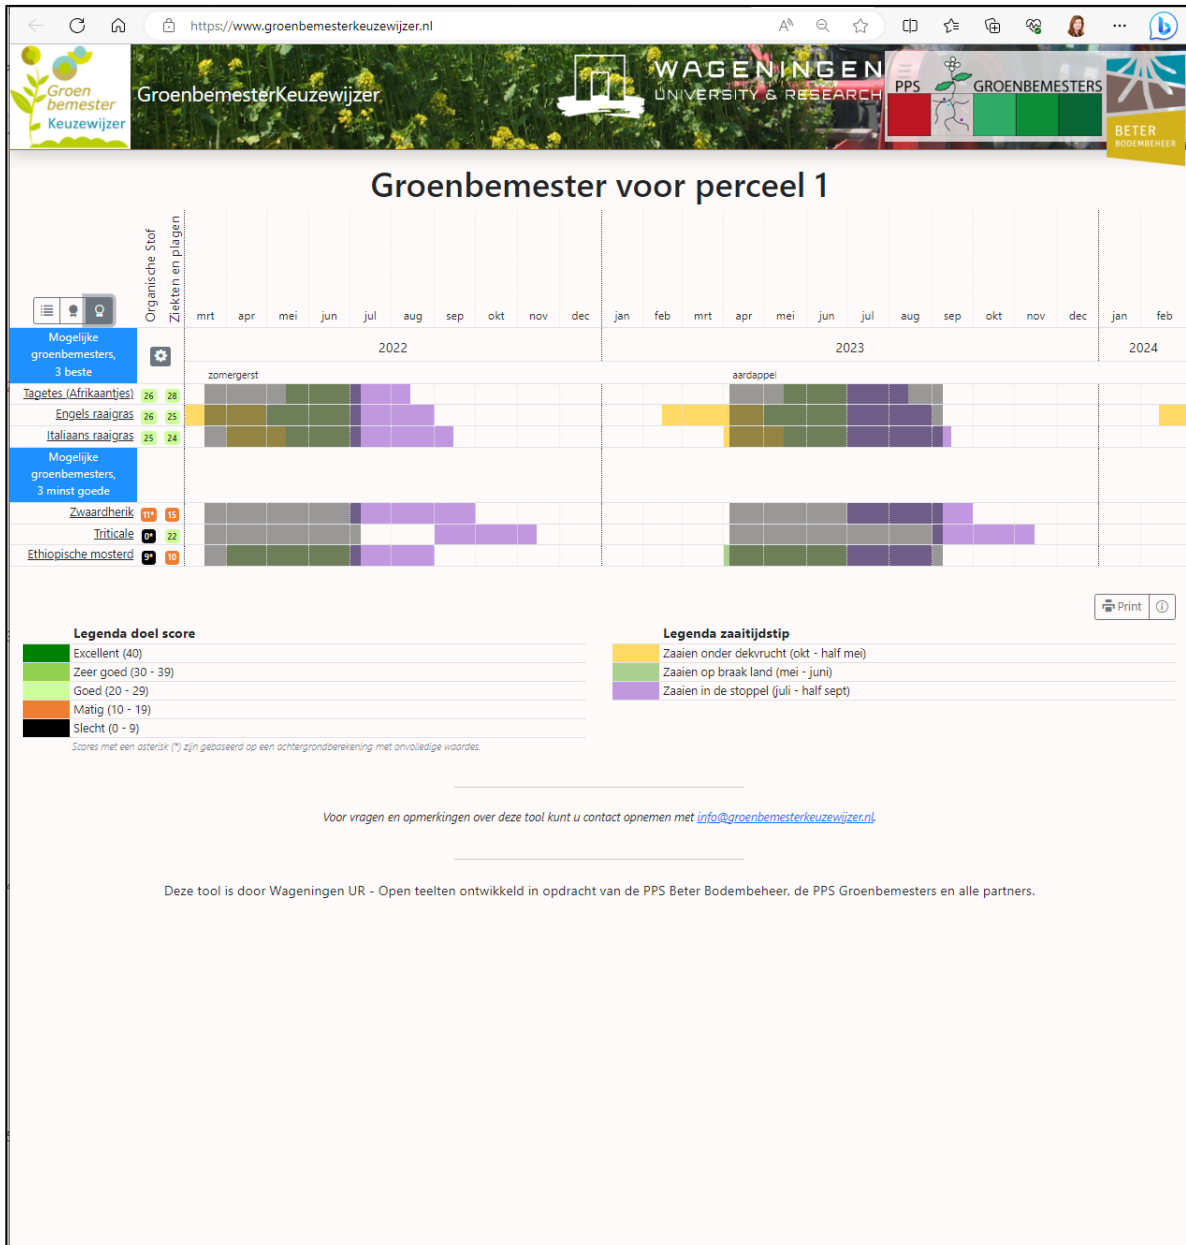 https://www.groenbemesterkeuzewijzer.nl
Groen
bemester
Keuzewijzer
GroenbemesterKeuzewijzer
WAGENINGEN
UNIVERSITY & RESEARCH
PPS
GROENBEMESTERS
BETER
BODEMBEHEER
Groenbemester voor perceel 1
Organische Stof
Ziekten en plagen
mrt apr mei jun jul aug sep okt nov dec jan feb mrt apr mei jun jul aug sep okt nov dec jan feb
Mogelijke
groenbemesters,
3 beste
2022 2023 2024
zomergerst aardappel
Tagetes (Afrikaantjes) 26 28
Engels raaigras 26 25
Italiaans raaigras 25 24
Mogelijke
groenbemesters,
3 minst goede
Zwaardherik 11* 15
Triticale 0* 22
Ethiopische mosterd 9* 10
Print
Legenda doel score
Excellent (40)
Zeer goed (30 - 39)
Goed (20 - 29)
Matig (10 - 19)
Slecht (0 - 9)
Scores met een asterisk (*) zijn gebaseerd op een achtergrondberekening met onvolledige waardes.
Legenda zaaitijdstip
Zaaien onder dekvrucht (okt - half mei)
Zaaien op braak land (mei - juni)
Zaaien in de stoppel (juli - half sept)
Voor vragen en opmerkingen over deze tool kunt u contact opnemen met info@groenbemesterkeuzewijzer.nl.
Deze tool is door Wageningen UR - Open teelten ontwikkeld in opdracht van de PPS Beter Bodembeheer, de PPS Groenbemesters en alle partners.